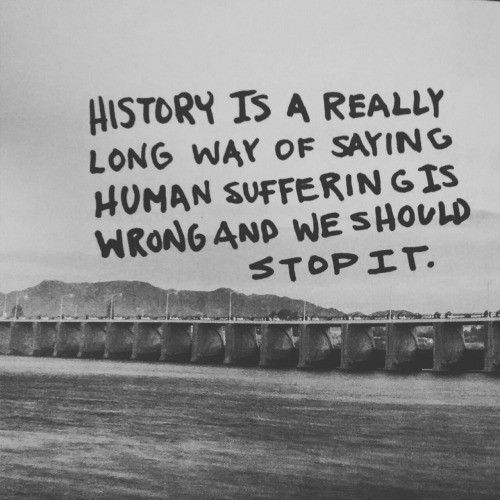 HISTORY IS A REALLY
LONG WAY OF SAYING
HUMAN SUFFERING IS
WRONG AND WE SHOULD
STOP IT.